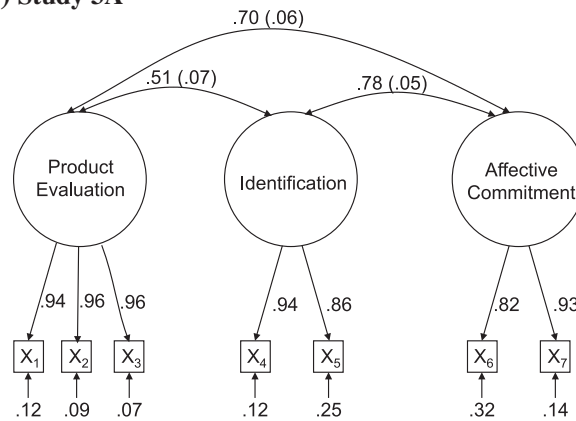 ) Study 3A
.70 (.06)
.51 (.07)
.78 (.05)
Product
Evaluation
Identification
Affective
Commitment
.94 .96 .96 .94 .86 .82 .93
X1 X2 X3 X4 X5 X6 X7
.12 .09 .07 .12 .25 .32 .14